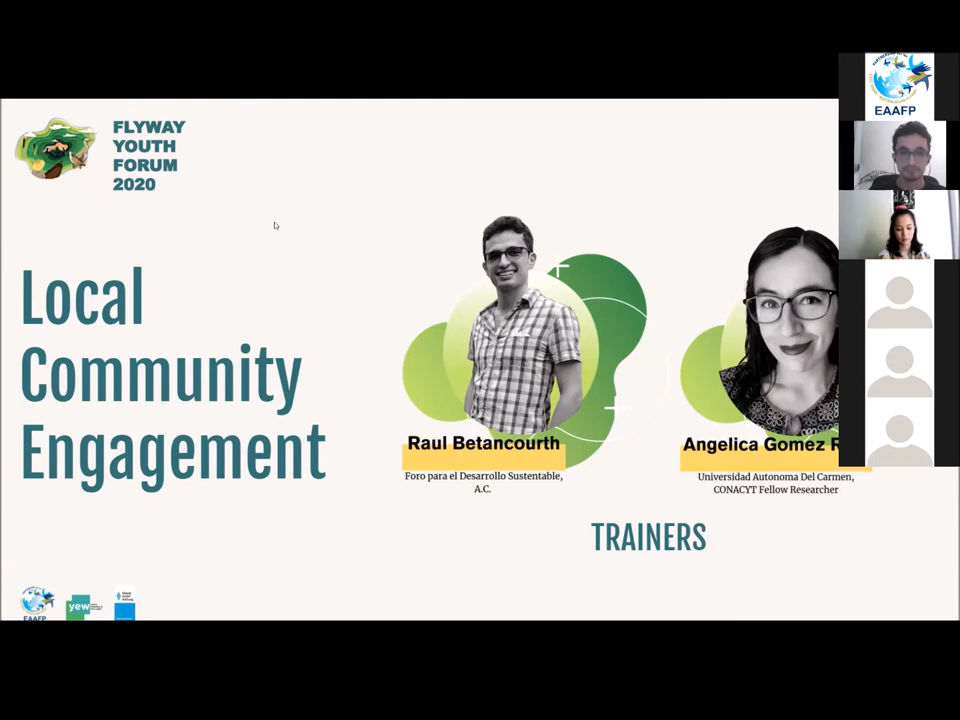 FLYWAY
YOUTH
FORUM
2020
EAAFP
Local
Community
Engagement
Raul Betancourth
Foro para el Desarrollo Sustentable,
A.C.
Angelica Gomez
Universidad Autonoma Del Carmen,
CONACYT Fellow Researcher
TRAINERS
EAAFP
yew